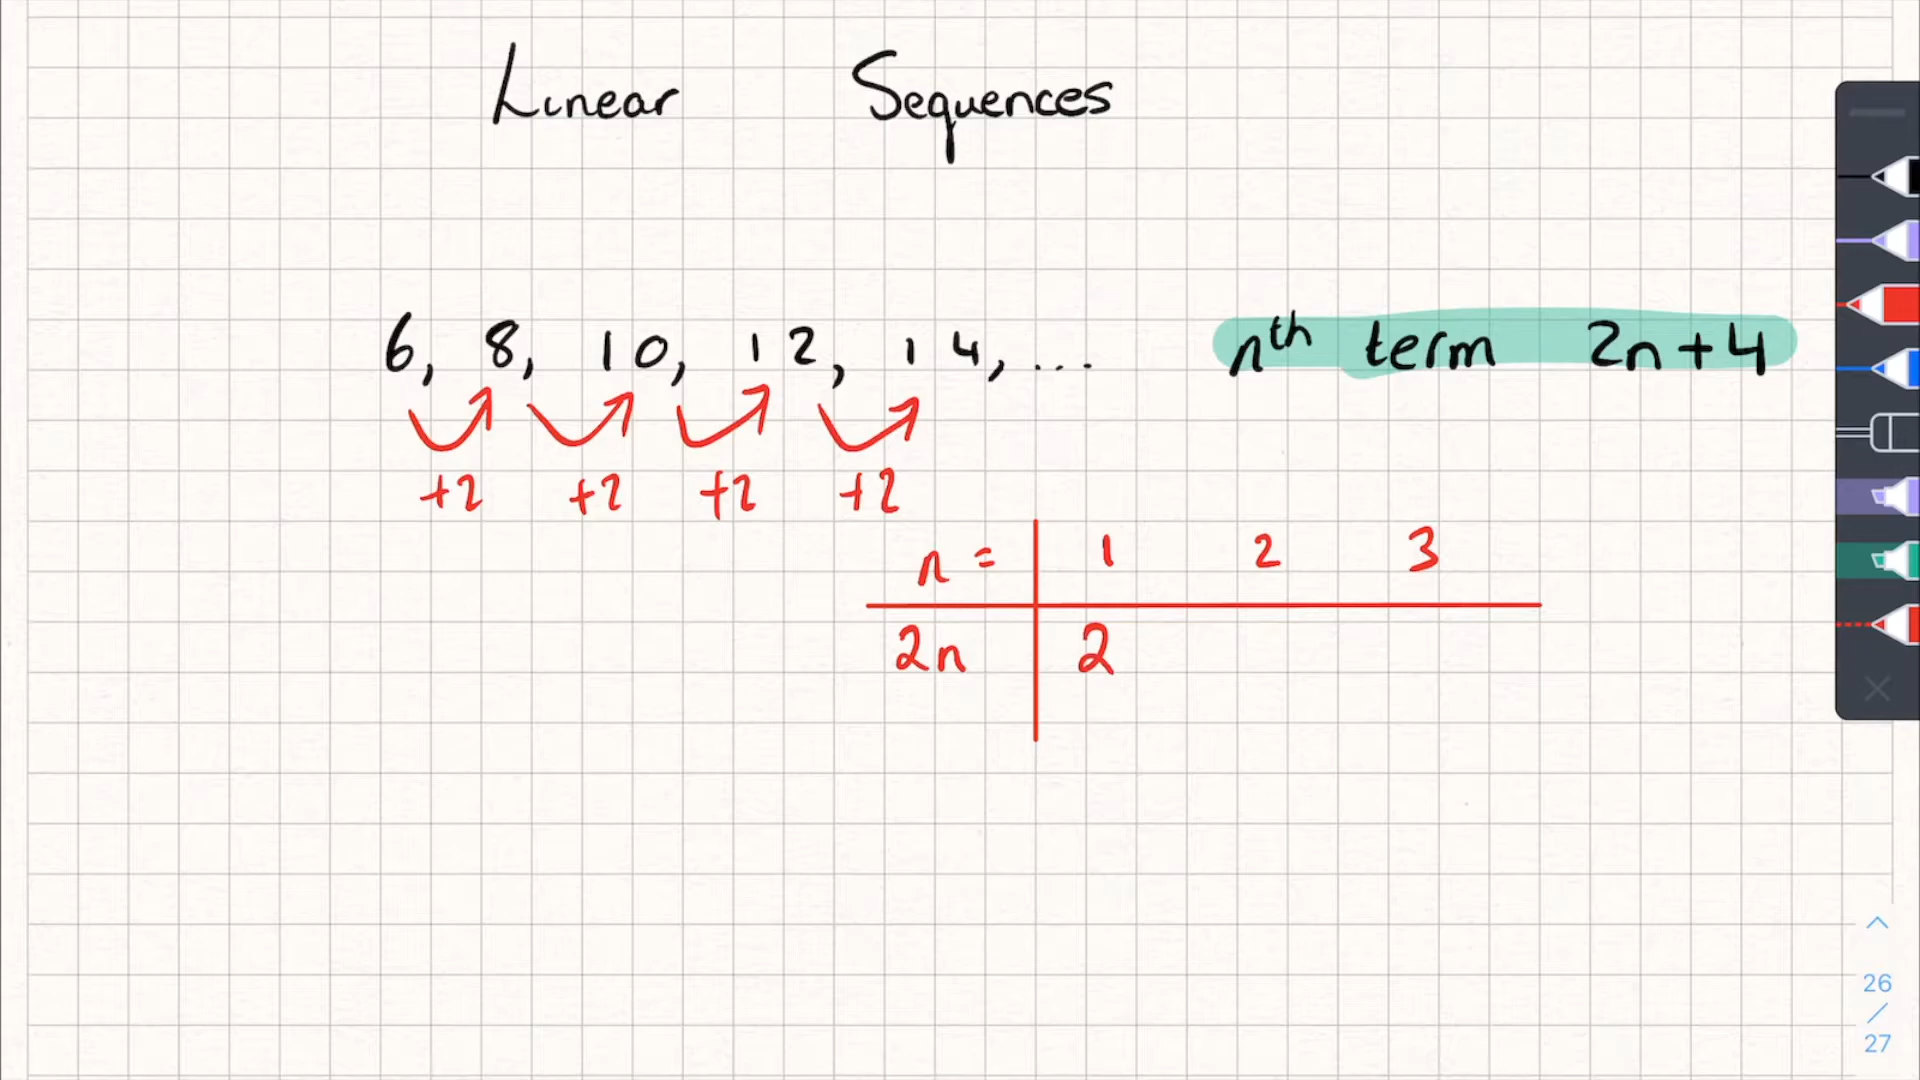 Linear Sequences
6, 8, 10, 12, 14, ... nth term 2n+4
+2 +2 +2 +2
n = 1 2 3
2n 2
26
/
27